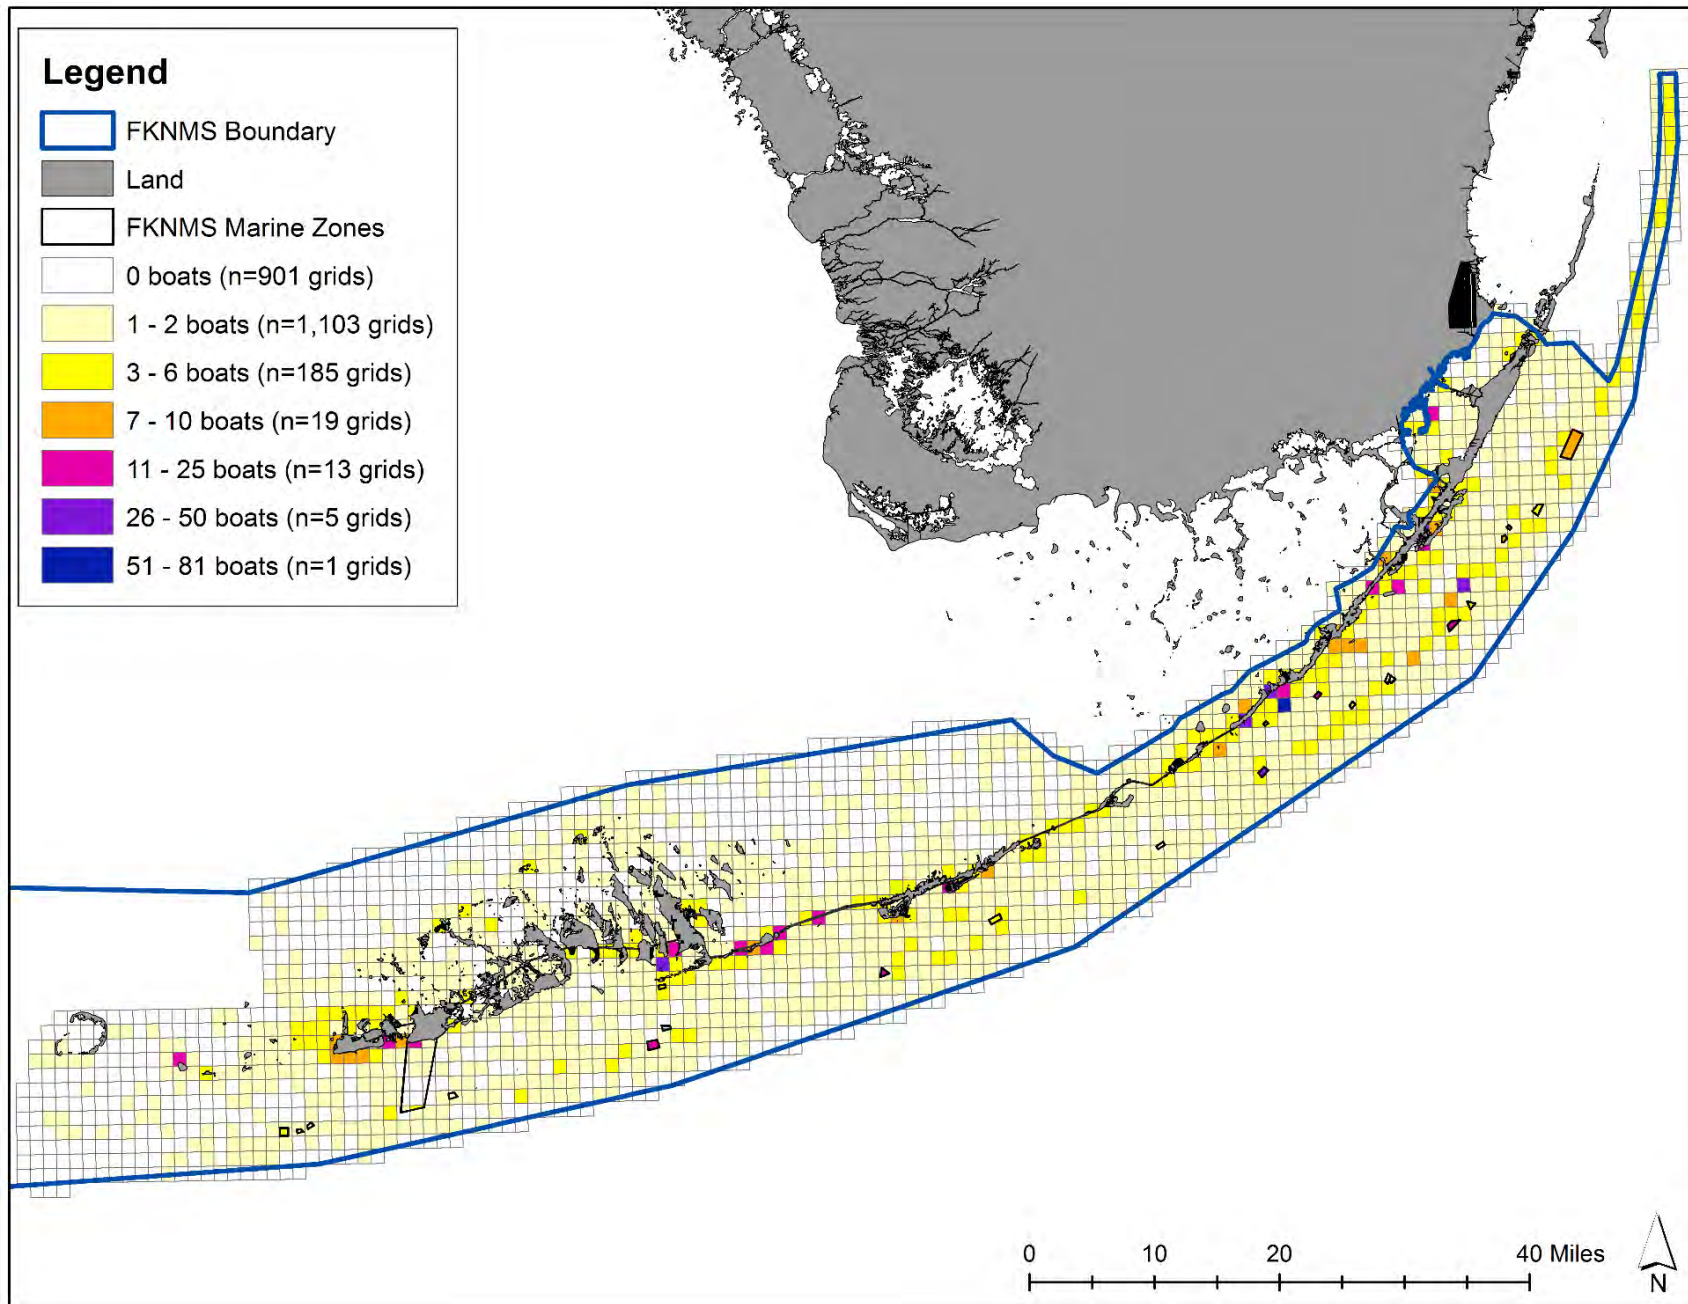 Legend
FKNMS Boundary
Land
FKNMS Marine Zones
0 boats (n=901 grids)
1 - 2 boats (n=1,103 grids)
3 - 6 boats (n=185 grids)
7 - 10 boats (n=19 grids)
11 - 25 boats (n=13 grids)
26 - 50 boats (n=5 grids)
51 - 81 boats (n=1 grids)
0 10 20 40 Miles
N